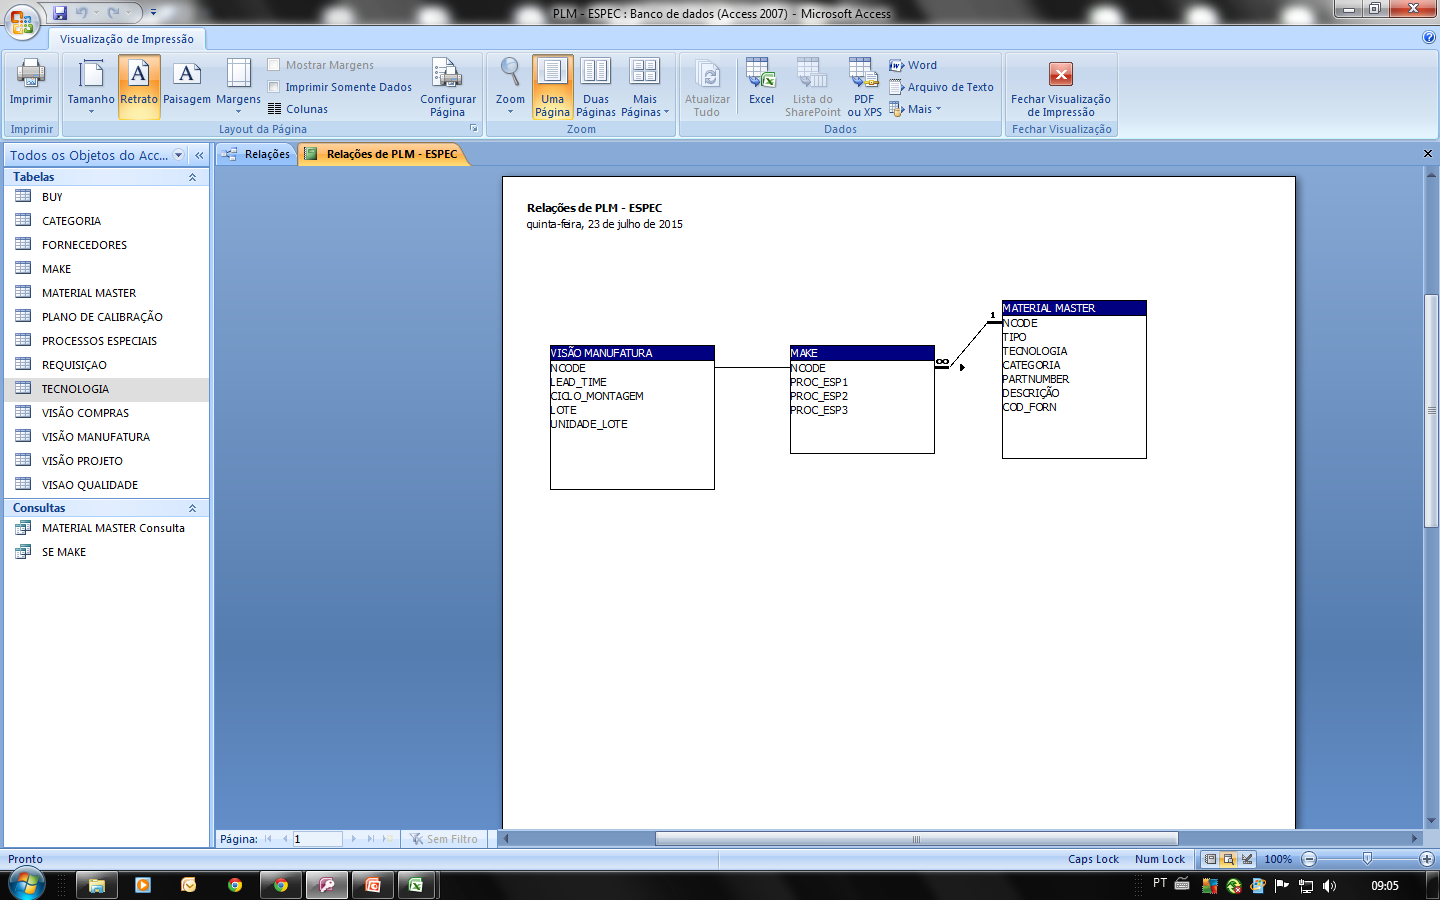 PLM - ESPEC : Banco de dados (Access 2007) - Microsoft Access
Visualização de Impressão
Imprimir
Tamanho
Retrato
Paisagem
Margens
Mostrar Margens
Imprimir Somente Dados
Colunas
Configurar Página
Zoom
Uma Página
Duas Páginas
Mais Páginas
Atualizar Tudo
Excel
Lista do SharePoint
PDF ou XPS
Word
Arquivo de Texto
Mais
Fechar Visualização de Impressão
Imprimir
Layout da Página
Zoom
Dados
Fechar Visualização
Todos os Objetos do Acc...
Relações
Relações de PLM - ESPEC
Tabelas
BUY
CATEGORIA
FORNECEDORES
MAKE
MATERIAL MASTER
PLANO DE CALIBRAÇÃO
PROCESSOS ESPECIAIS
REQUISIÇAO
TECNOLOGIA
VISÃO COMPRAS
VISÃO MANUFATURA
VISÃO PROJETO
VISAO QUALIDADE
Consultas
MATERIAL MASTER Consulta
SE MAKE
Relações de PLM - ESPEC
quinta-feira, 23 de julho de 2015
VISÃO MANUFATURA
NCODE
LEAD_TIME
CICLO_MONTAGEM
LOTE
UNIDADE_LOTE
MAKE
NCODE
PROC_ESP1
PROC_ESP2
PROC_ESP3
∞
1
MATERIAL MASTER
NCODE
TIPO
TECNOLOGIA
CATEGORIA
PARTNUMBER
DESCRIÇÃO
COD_FORN
Página: 1
Sem Filtro
Pronto
Caps Lock
Num Lock
100%
PT
09:05